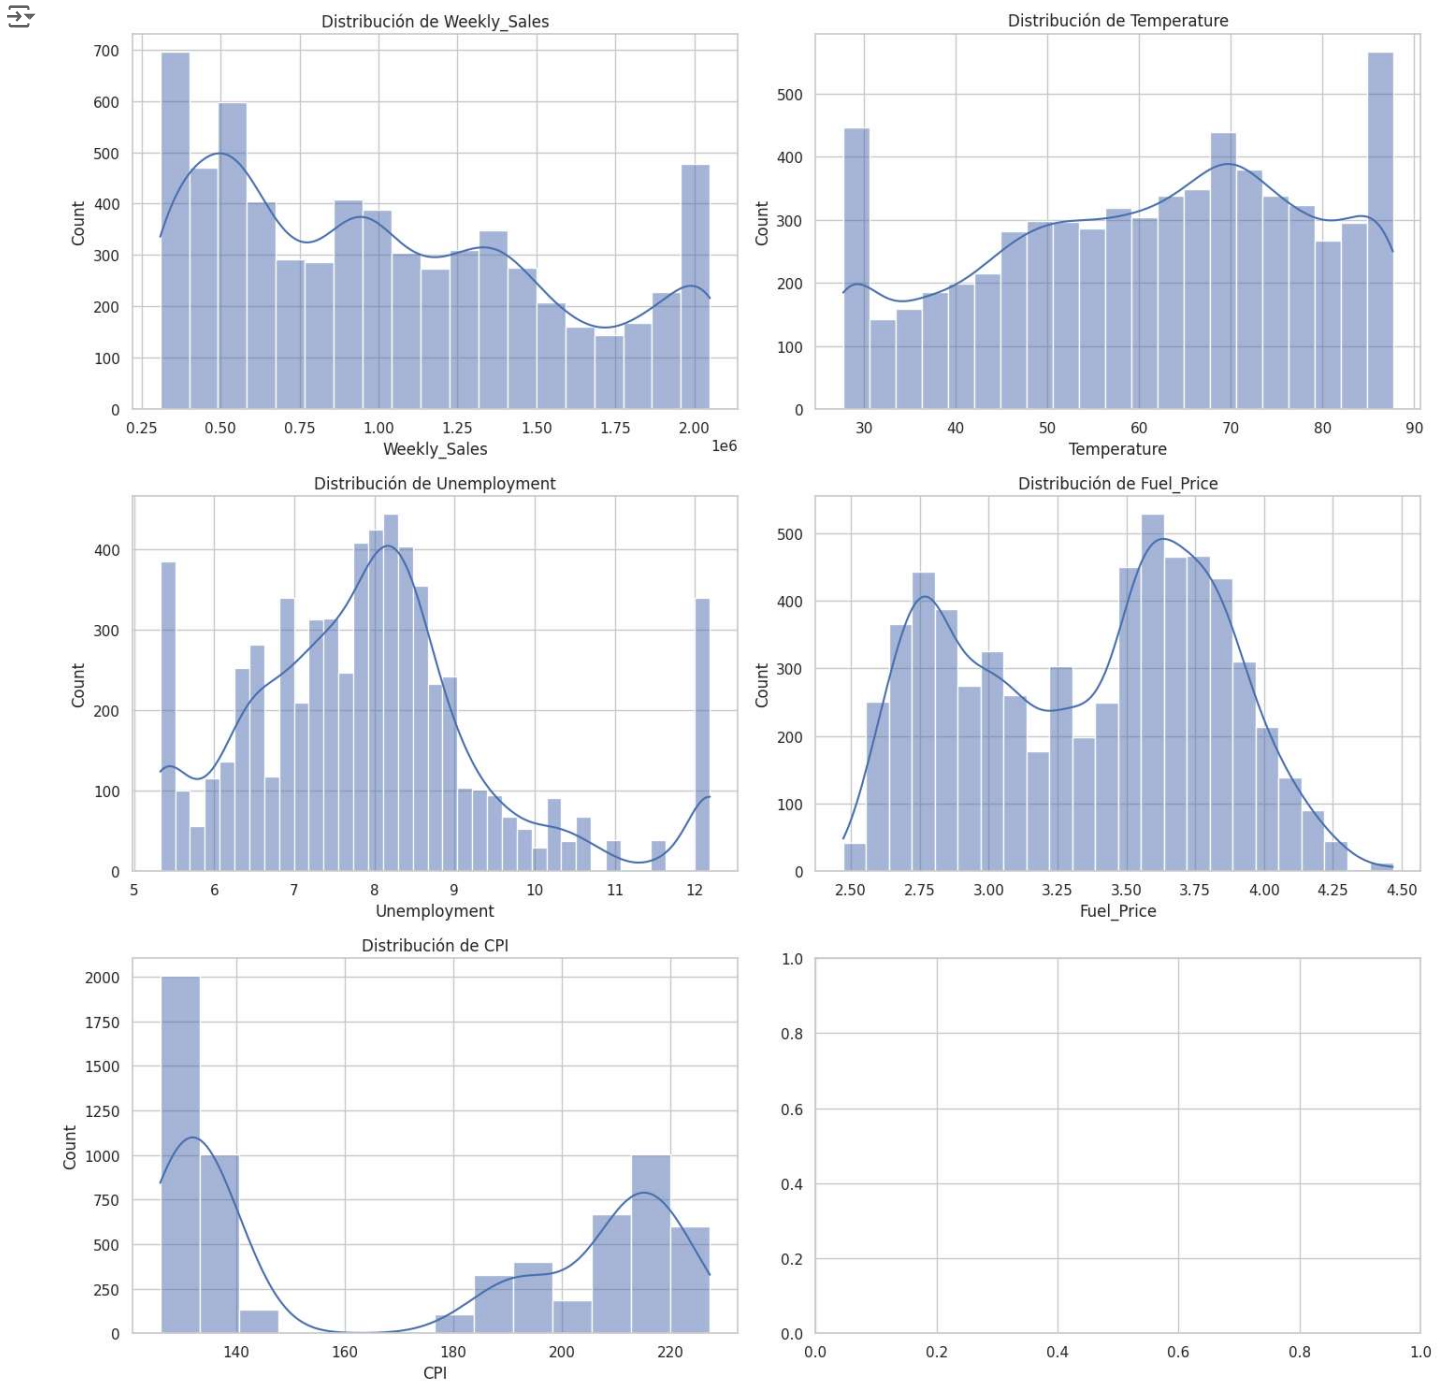 Distribución de Weekly_Sales
700
600
500
400
300
200
100
0
Count
0.25 0.50 0.75 1.00 1.25 1.50 1.75 2.00
1e6
Weekly_Sales
Distribución de Temperature
500
400
300
200
100
0
Count
30 40 50 60 70 80 90
Temperature
Distribución de Unemployment
400
300
200
100
0
Count
5 6 7 8 9 10 11 12
Unemployment
Distribución de Fuel_Price
500
400
300
200
100
0
Count
2.50 2.75 3.00 3.25 3.50 3.75 4.00 4.25 4.50
Fuel_Price
Distribución de CPI
2000
1750
1500
1250
1000
750
500
250
0
Count
140 160 180 200 220
CPI
1.0
0.8
0.6
0.4
0.2
0.0
0.0 0.2 0.4 0.6 0.8 1.0